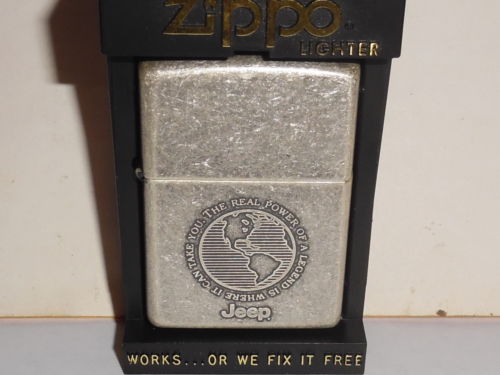 Zippo®
LIGHTER
THE REAL POWER OF A LEGEND IS WHERE IT CAN TAKE YOU.
Jeep
WORKS...OR WE FIX IT FREE